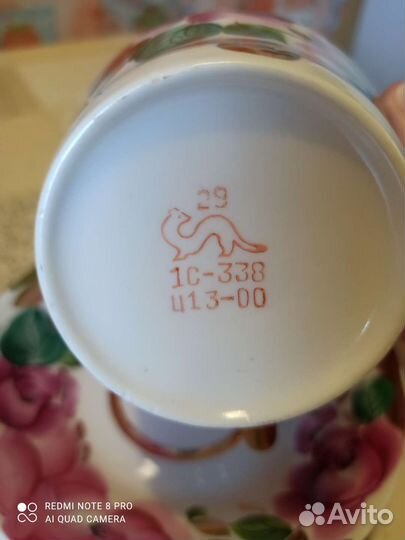 29
1С-338
Ц13-00
REDMI NOTE 8 PRO
AI QUAD CAMERA
Avito